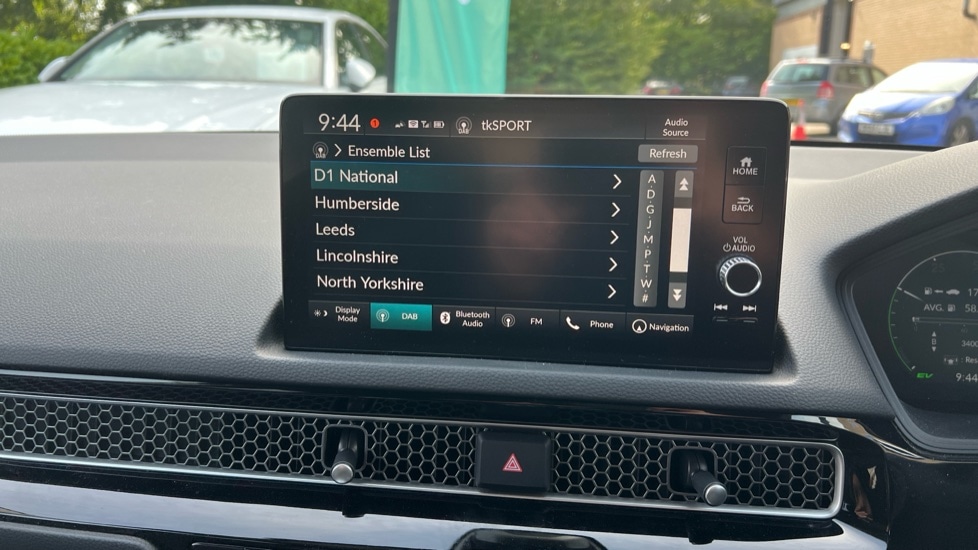 9:44
tkSPORT
Audio
Source
DAB
Ensemble List
Refresh
D1 National
Humberside
Leeds
Lincolnshire
North Yorkshire
A
D
G
J
M
P
T
W
#
HOME
BACK
VOL
AUDIO
Display
Mode
DAB
Bluetooth
Audio
FM
Phone
Navigation
AVG.
EV
9:44